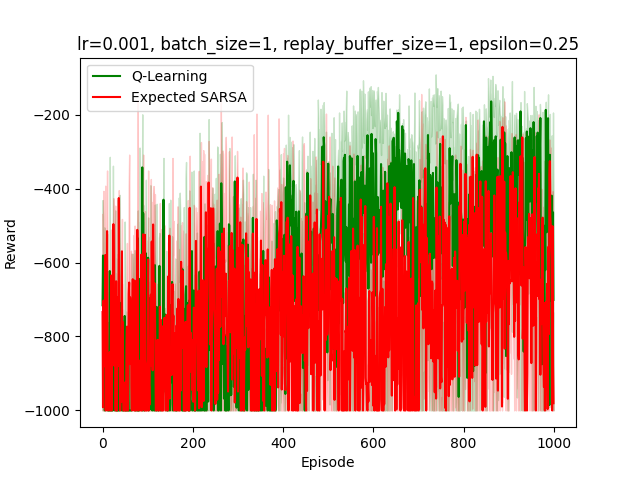 lr=0.001, batch_size=1, replay_buffer_size=1, epsilon=0.25
Q-Learning
Expected SARSA
−200
−400
−600
−800
−1000
Reward
0 200 400 600 800 1000
Episode